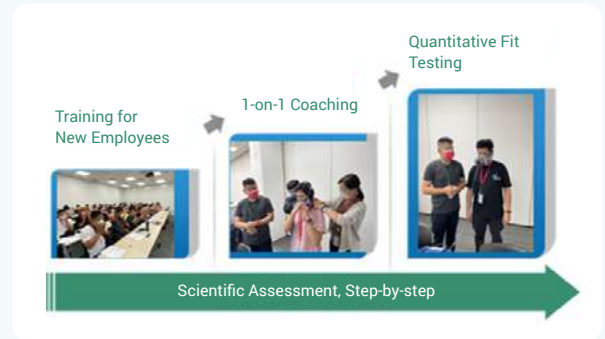 Quantitative Fit
Testing
1-on-1 Coaching
Training for
New Employees
Scientific Assessment, Step-by-step